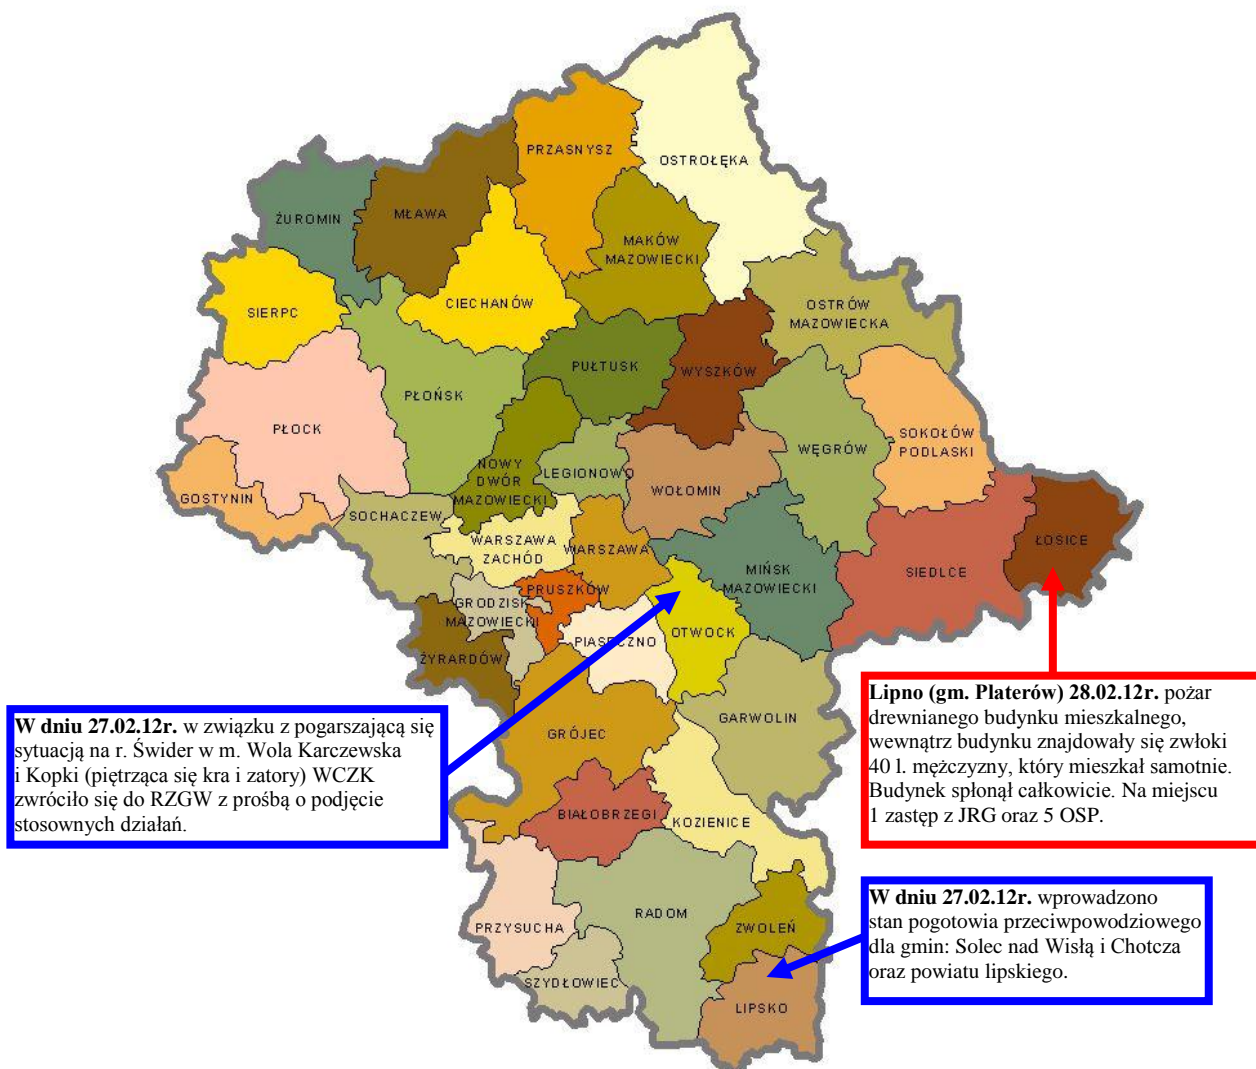 PRZASNYSZ
OSTROŁĘKA
ŻUROMIN
MŁAWA
MAKÓW
MAZOWIECKI
SIERPC
CIECHANÓW
OSTRÓW
MAZOWIECKA
PUŁTUSK
WYSZKÓW
PŁOŃSK
PŁOCK
SOKOŁÓW
PODLASKI
WĘGRÓW
NOWY
DWÓR
MAZOWIECKI
LEGIONOWO
WOŁOMIN
GOSTYNIN
SOCHACZEW
WARSZAWA
ZACHÓD
WARSZAWA
MIŃSK
MAZOWIECKI
SIEDLCE
ŁOSICE
PRUSZKÓW
GRODZISK
MAZOWIECKI
PIASECZNO
OTWOCK
ŻYRARDÓW
GARWOLIN
GRÓJEC
BIAŁOBRZEGI
KOZIENICE
RADOM
PRZYSUCHA
ZWOLEŃ
SZYDŁOWIEC
LIPSKO
W dniu 27.02.12r. w związku z pogarszającą się
sytuacją na r. Świder w m. Wola Karczewska
i Kopki (piętrząca się kra i zatory) WCZK
zwróciło się do RZGW z prośbą o podjęcie
stosownych działań.
Lipno (gm. Platerów) 28.02.12r. pożar
drewnianego budynku mieszkalnego,
wewnątrz budynku znajdowały się zwłoki
40 l. mężczyzny, który mieszkał samotnie.
Budynek spłonął całkowicie. Na miejscu
1 zastęp z JRG oraz 5 OSP.
W dniu 27.02.12r. wprowadzono
stan pogotowia przeciwpowodziowego
dla gmin: Solec nad Wisłą i Chotcza
oraz powiatu lipskiego.